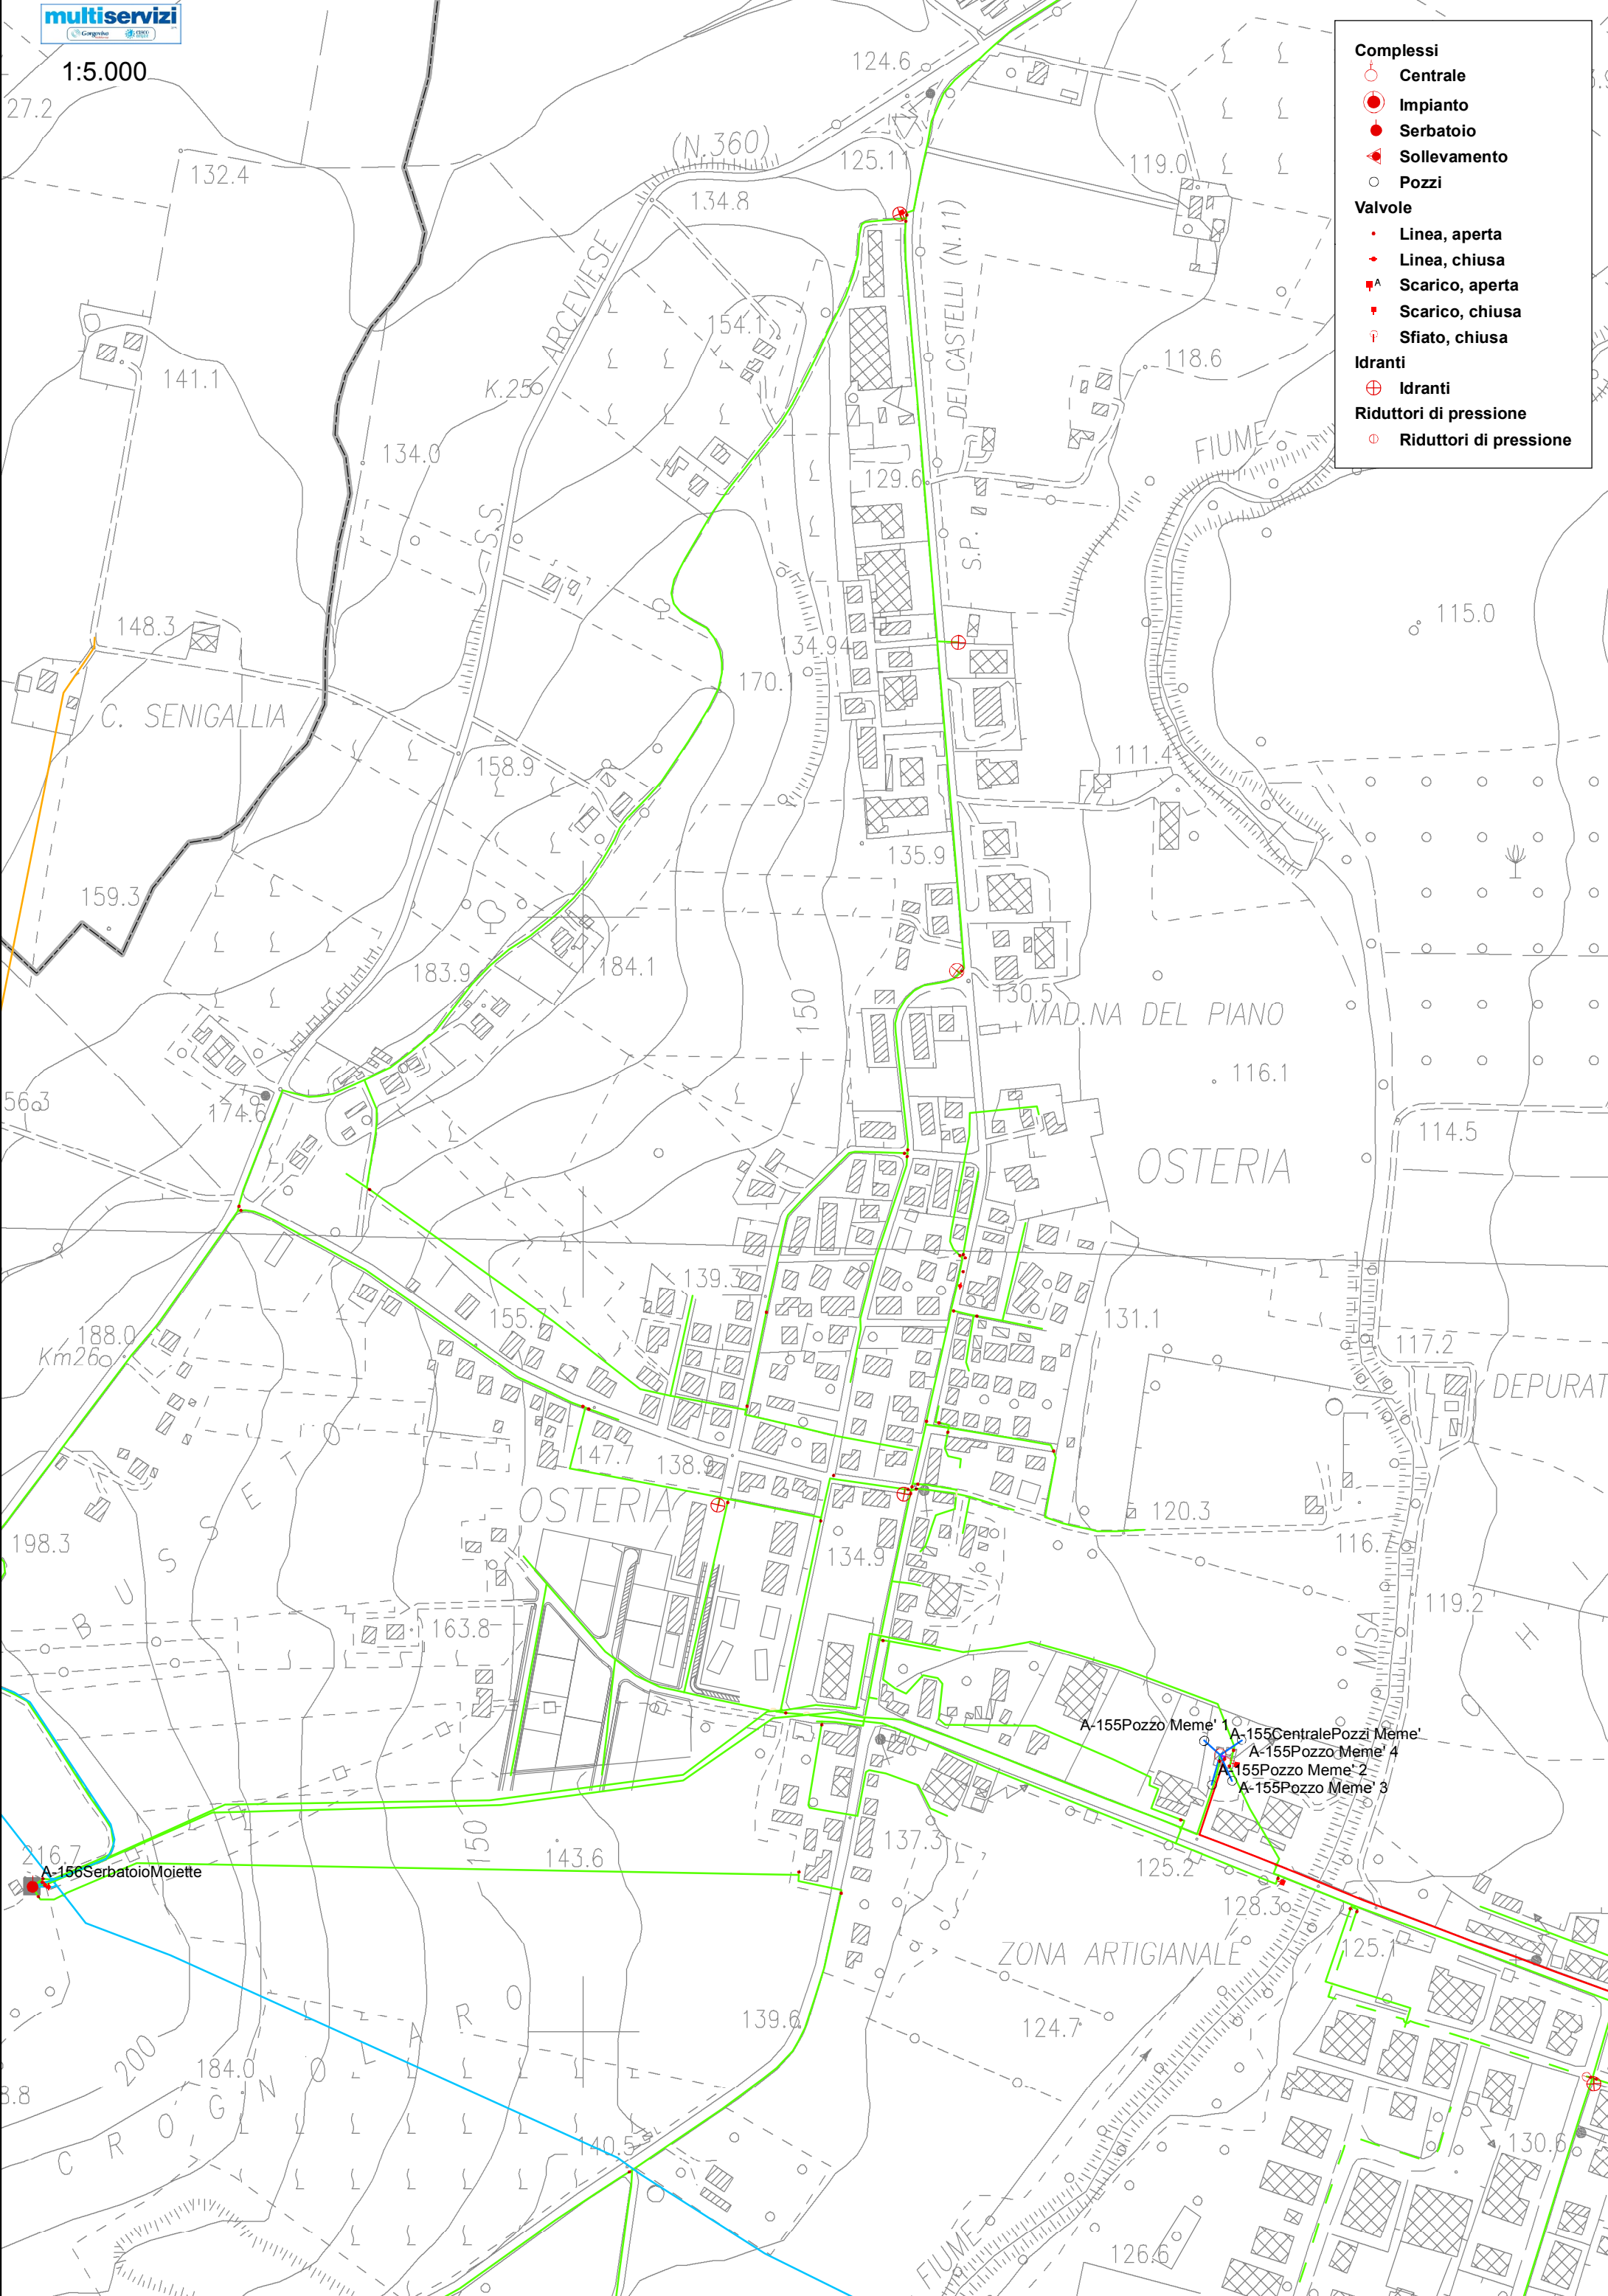 multiservizi
Gorgovivo
1:5.000
Complessi
Centrale
Impianto
Serbatoio
Sollevamento
Pozzi
Valvole
Linea, aperta
Linea, chiusa
A Scarico, aperta
Scarico, chiusa
Sfiato, chiusa
Idranti
Idranti
Riduttori di pressione
Riduttori di pressione
124.6
27.2
(N.360)
125.11
119.0
132.4
134.8
ARCEVIESE
DEL CASTELLI (N.11)
154.1
118.6
141.1
K.25
FIUME
134.0
129.6
S.S.
S.P.
148.3
134.94
115.0
170.1
C. SENIGALLIA
158.9
111.4
135.9
159.3
183.9
184.1
130.5
150
MAD.NA DEL PIANO
116.1
56.3
174.6
114.5
OSTERIA
139.3
155.7
131.1
188.0
Km26
117.2
DEPURAT
147.7
138.9
OSTERIA
120.3
198.3
116.7
134.9
BUSSETO
119.2
163.8
MISA
A-155Pozzo Meme' 1
A-155CentralePozzi Meme'
A-155Pozzo Meme' 4
A-155Pozzo Meme' 2
A-155Pozzo Meme' 3
150
137.3
216.7
143.6
125.2
A-156SerbatoioMoiette
128.3
125.1
ZONA ARTIGIANALE
139.6
124.7
200
184.0
8.8
CROGNOLARO
140.5
130.6
126.6
FIUME